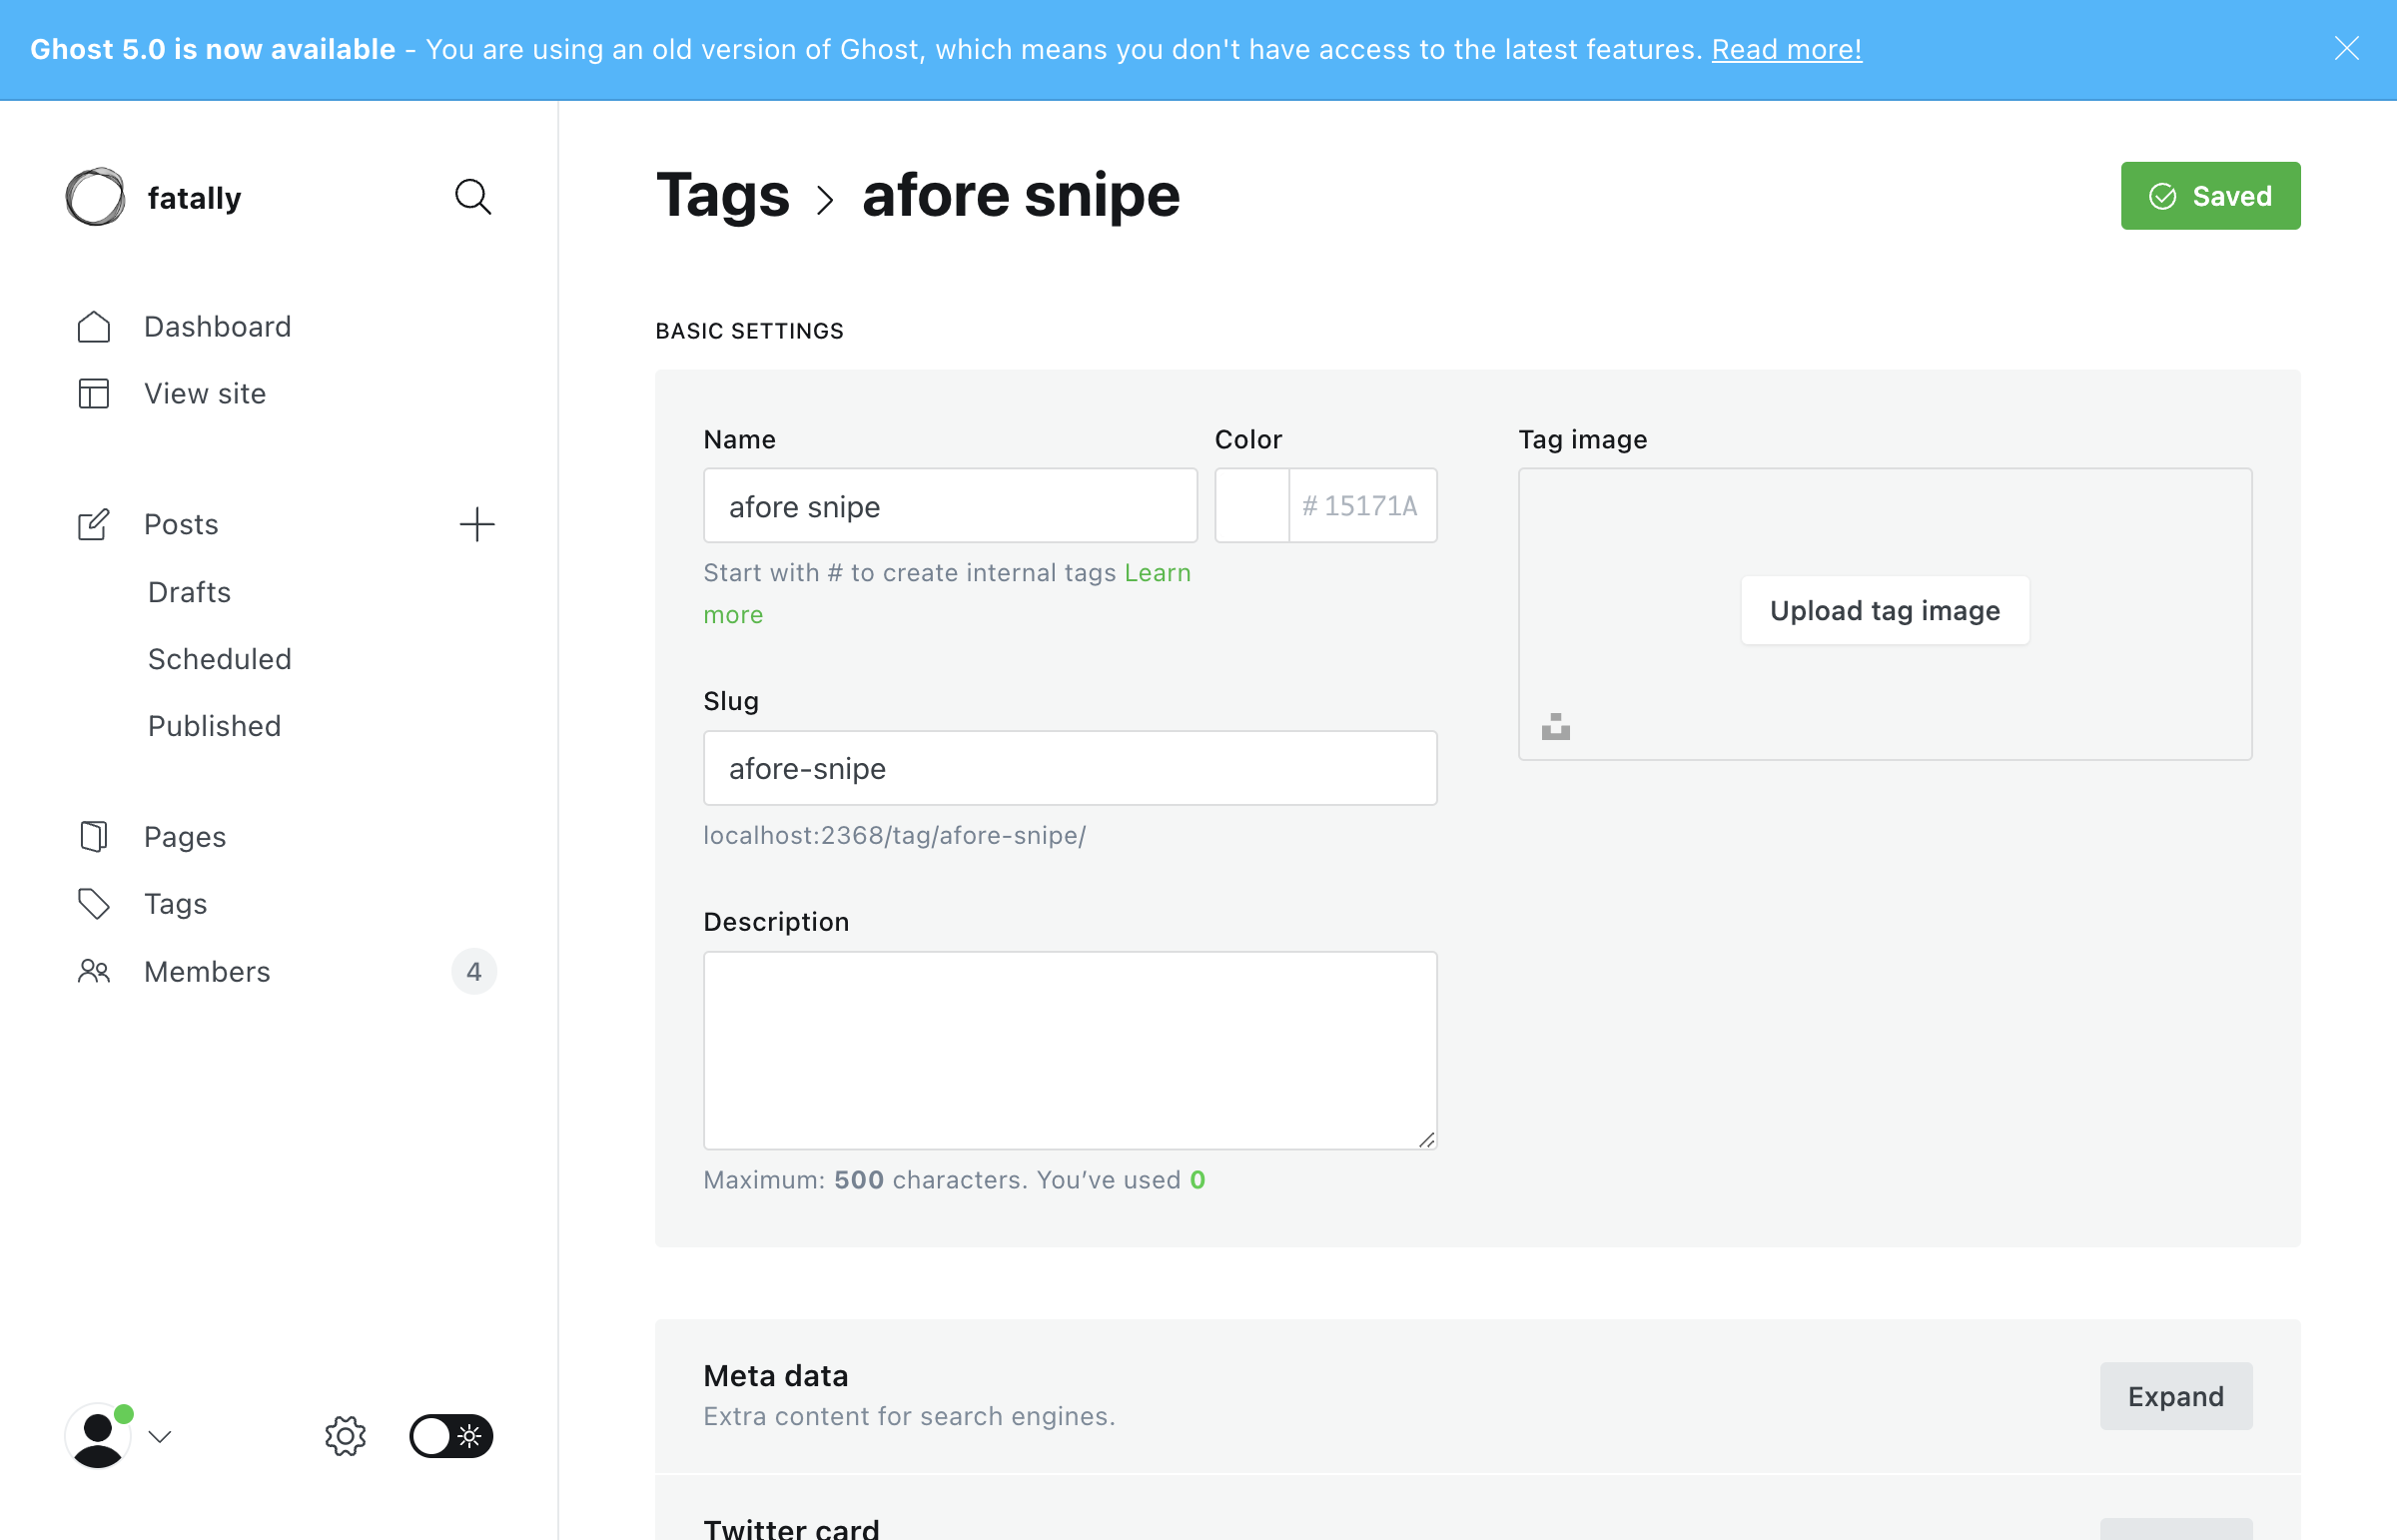 Ghost 5.0 is now available - You are using an old version of Ghost, which means you don't have access to the latest features. Read more!
fatally
Dashboard
View site
Posts
Drafts
Scheduled
Published
Pages
Tags
Members 4
Tags > afore snipe
Saved
BASIC SETTINGS
Name
afore snipe
Start with # to create internal tags Learn
more
Color
# 15171A
Slug
afore-snipe
localhost:2368/tag/afore-snipe/
Description
Maximum: 500 characters. You’ve used 0
Tag image
Upload tag image
Meta data
Extra content for search engines.
Expand
Twitter card